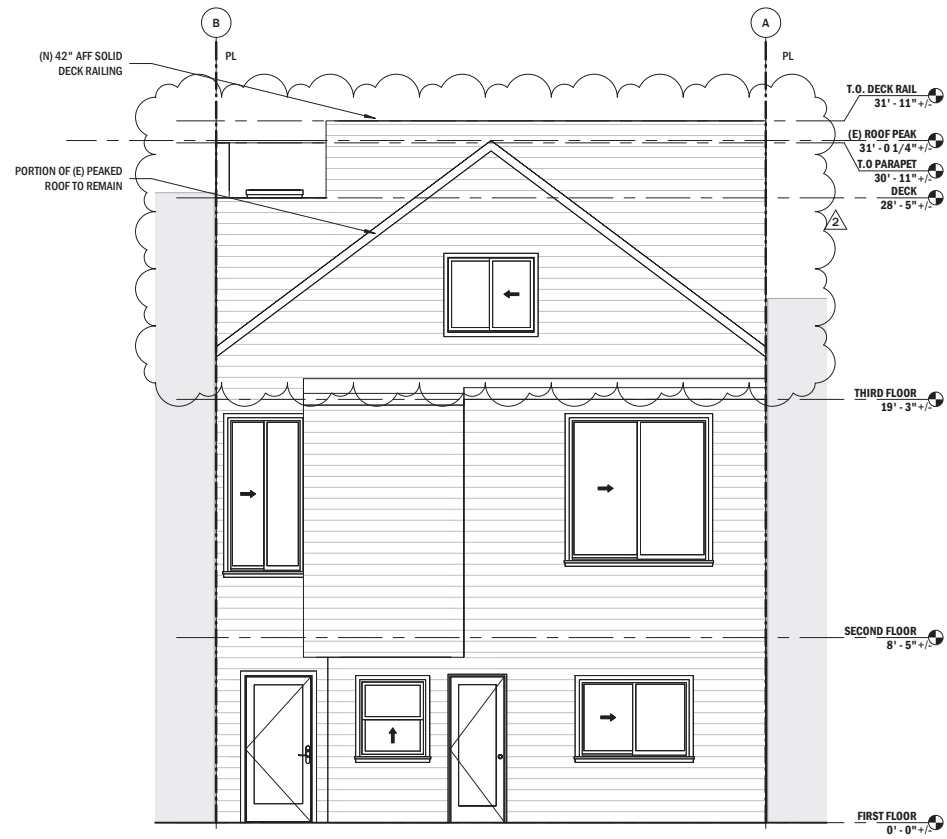 B
A
PL
PL
(N) 42" AFF SOLID
DECK RAILING
T.O. DECK RAIL
31' - 11"+/-
(E) ROOF PEAK
31' - 0 1/4"+/-
T.O PARAPET
30' - 11"+/-
PORTION OF (E) PEAKED
ROOF TO REMAIN
DECK
28' - 5"+/-
2
THIRD FLOOR
19' - 3"+/-
SECOND FLOOR
8' - 5"+/-
FIRST FLOOR
0' - 0"+/-